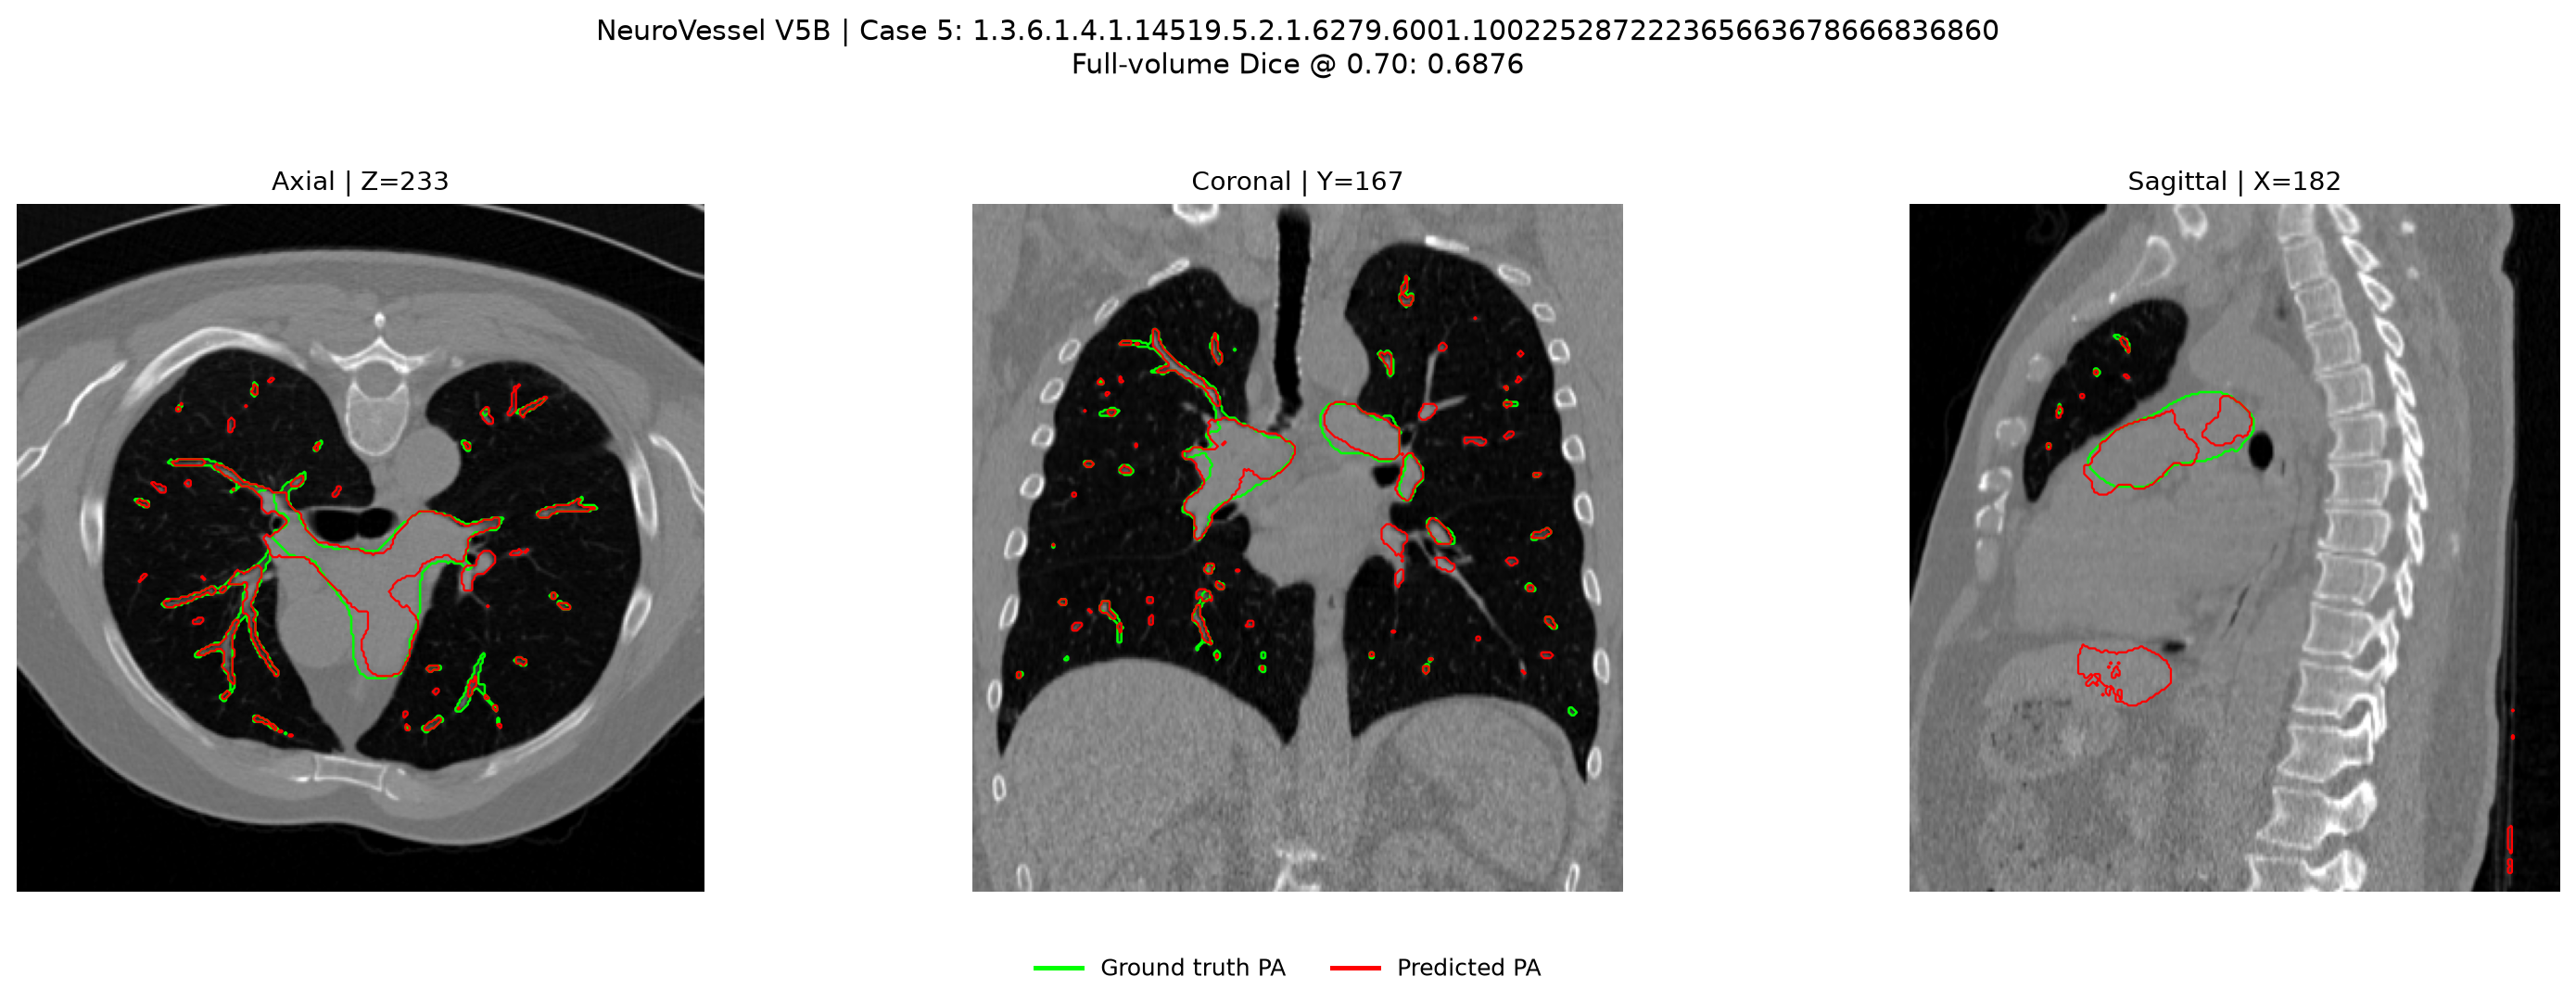 NeuroVessel V5B | Case 5: 1.3.6.1.4.1.14519.5.2.1.6279.6001.100225287222365663678666836860
Full-volume Dice @ 0.70: 0.6876
Axial | Z=233
Coronal | Y=167
Sagittal | X=182
Ground truth PA
Predicted PA